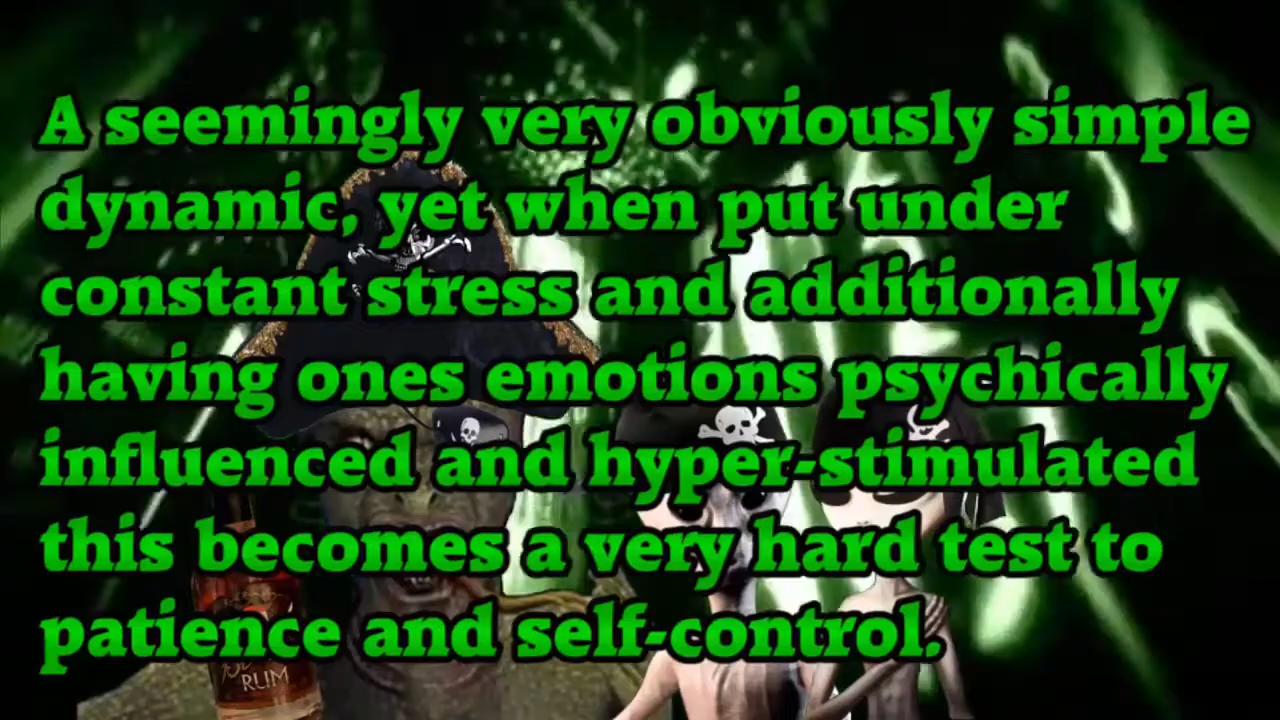 A seemingly very obviously simple
dynamic, yet when put under
constant stress and additionally
having ones emotions psychically
influenced and hyper-stimulated
this becomes a very hard test to
patience and self-control.
RUM